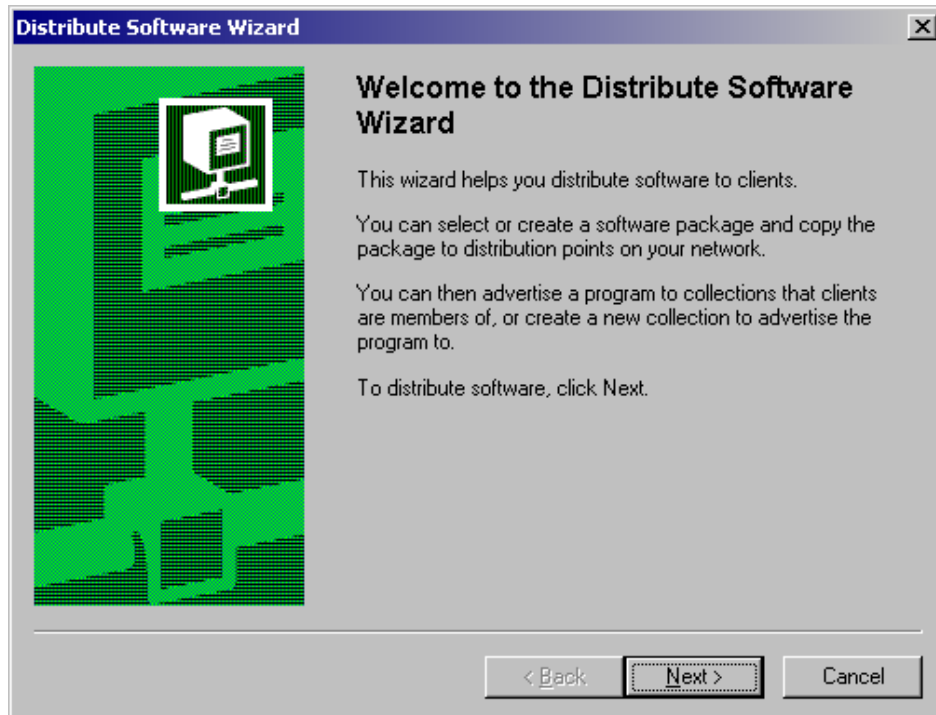 Distribute Software Wizard
Welcome to the Distribute Software
Wizard
This wizard helps you distribute software to clients.
You can select or create a software package and copy the
package to distribution points on your network.
You can then advertise a program to collections that clients
are members of, or create a new collection to advertise the
program to.
To distribute software, click Next.
< Back
Next >
Cancel